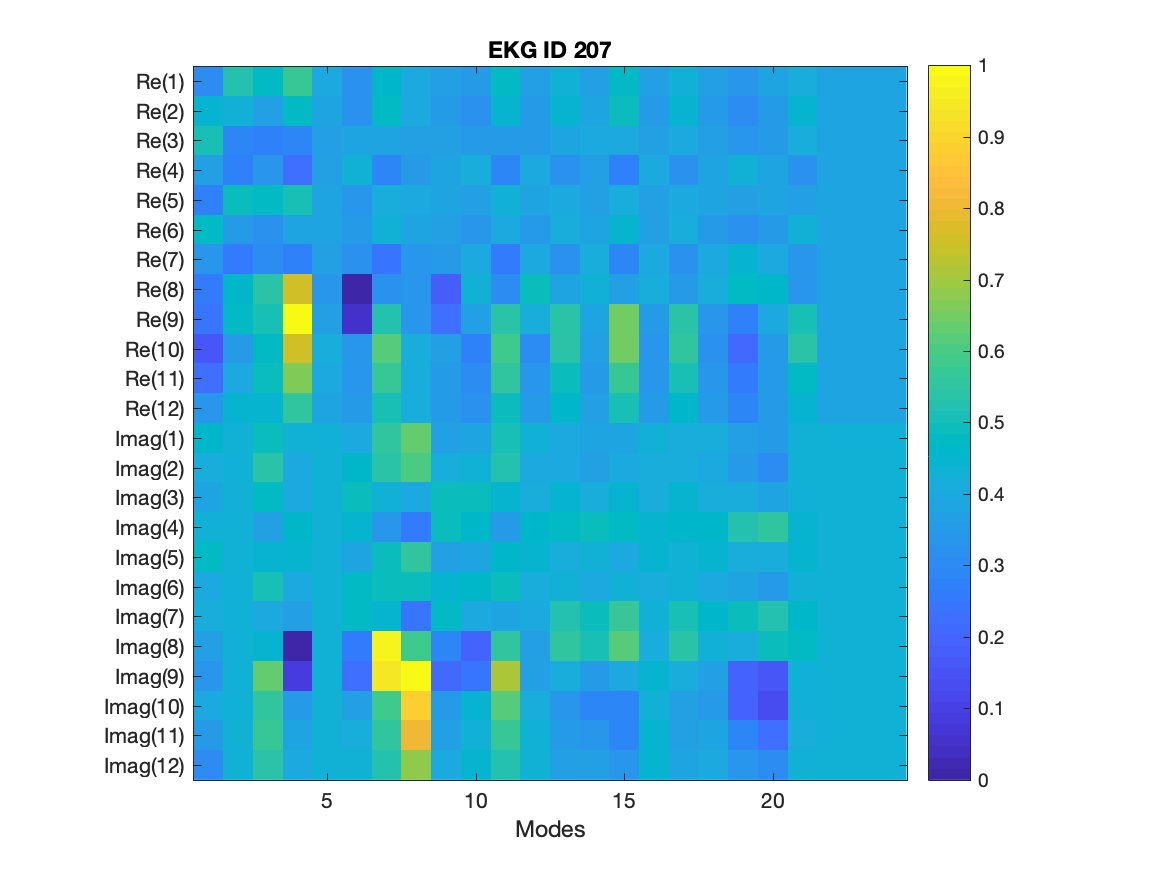 EKG ID 207
Re(1)
Re(2)
Re(3)
Re(4)
Re(5)
Re(6)
Re(7)
Re(8)
Re(9)
Re(10)
Re(11)
Re(12)
Imag(1)
Imag(2)
Imag(3)
Imag(4)
Imag(5)
Imag(6)
Imag(7)
Imag(8)
Imag(9)
Imag(10)
Imag(11)
Imag(12)
5 10 15 20
Modes
1
0.9
0.8
0.7
0.6
0.5
0.4
0.3
0.2
0.1
0